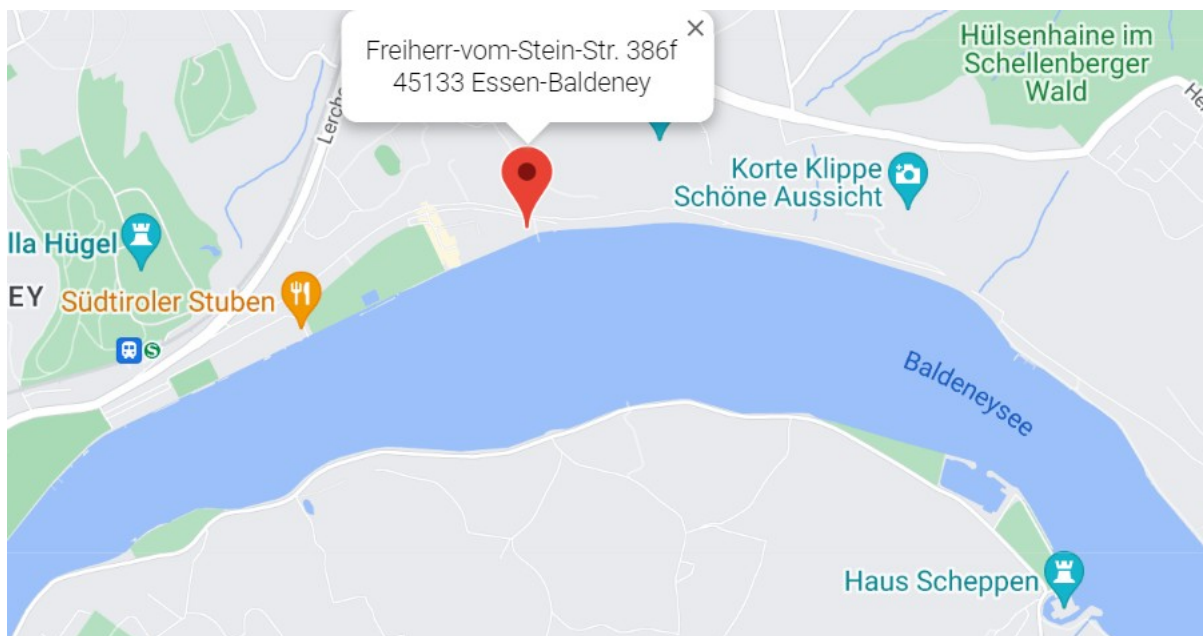 Freiherr-vom-Stein-Str. 386f
45133 Essen-Baldeney
Hülsenhaine im
Schellenberger
Wald
Korte Klippe
Schöne Aussicht
lla Hügel
EY
Südtiroler Stuben
S
Baldeneysee
Haus Scheppen